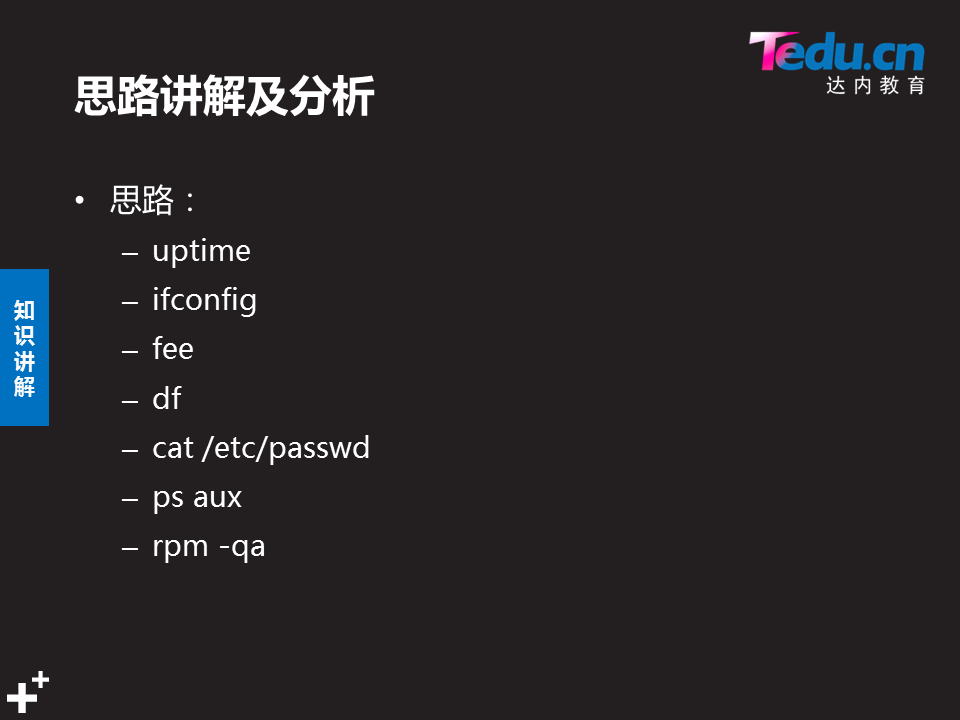 Tedu.cn
达内教育
思路讲解及分析
• 思路：
– uptime
– ifconfig
– fee
– df
– cat /etc/passwd
– ps aux
– rpm -qa
知识讲解